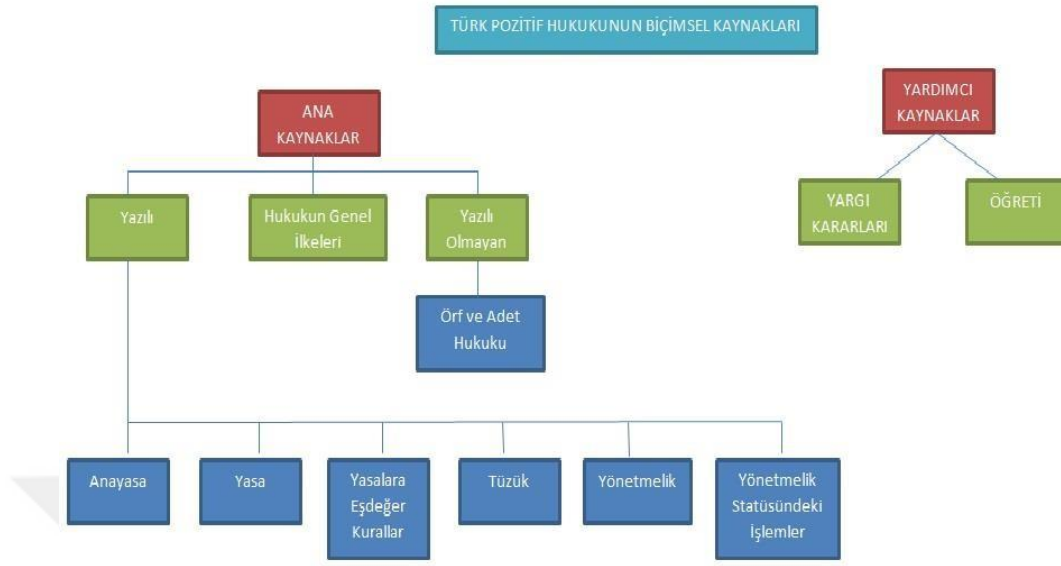 TÜRK POZİTİF HUKUKUNUN BİÇİMSEL KAYNAKLARI
ANA
KAYNAKLAR
YARDIMCI
KAYNAKLAR
Yazılı
Hukukun Genel
İlkeleri
Yazılı
Olmayan
YARGI
KARARLARI
ÖĞRETİ
Örf ve Adet
Hukuku
Anayasa
Yasa
Yasalara
Eşdeğer
Kurallar
Tüzük
Yönetmelik
Yönetmelik
Statüsündeki
İşlemler